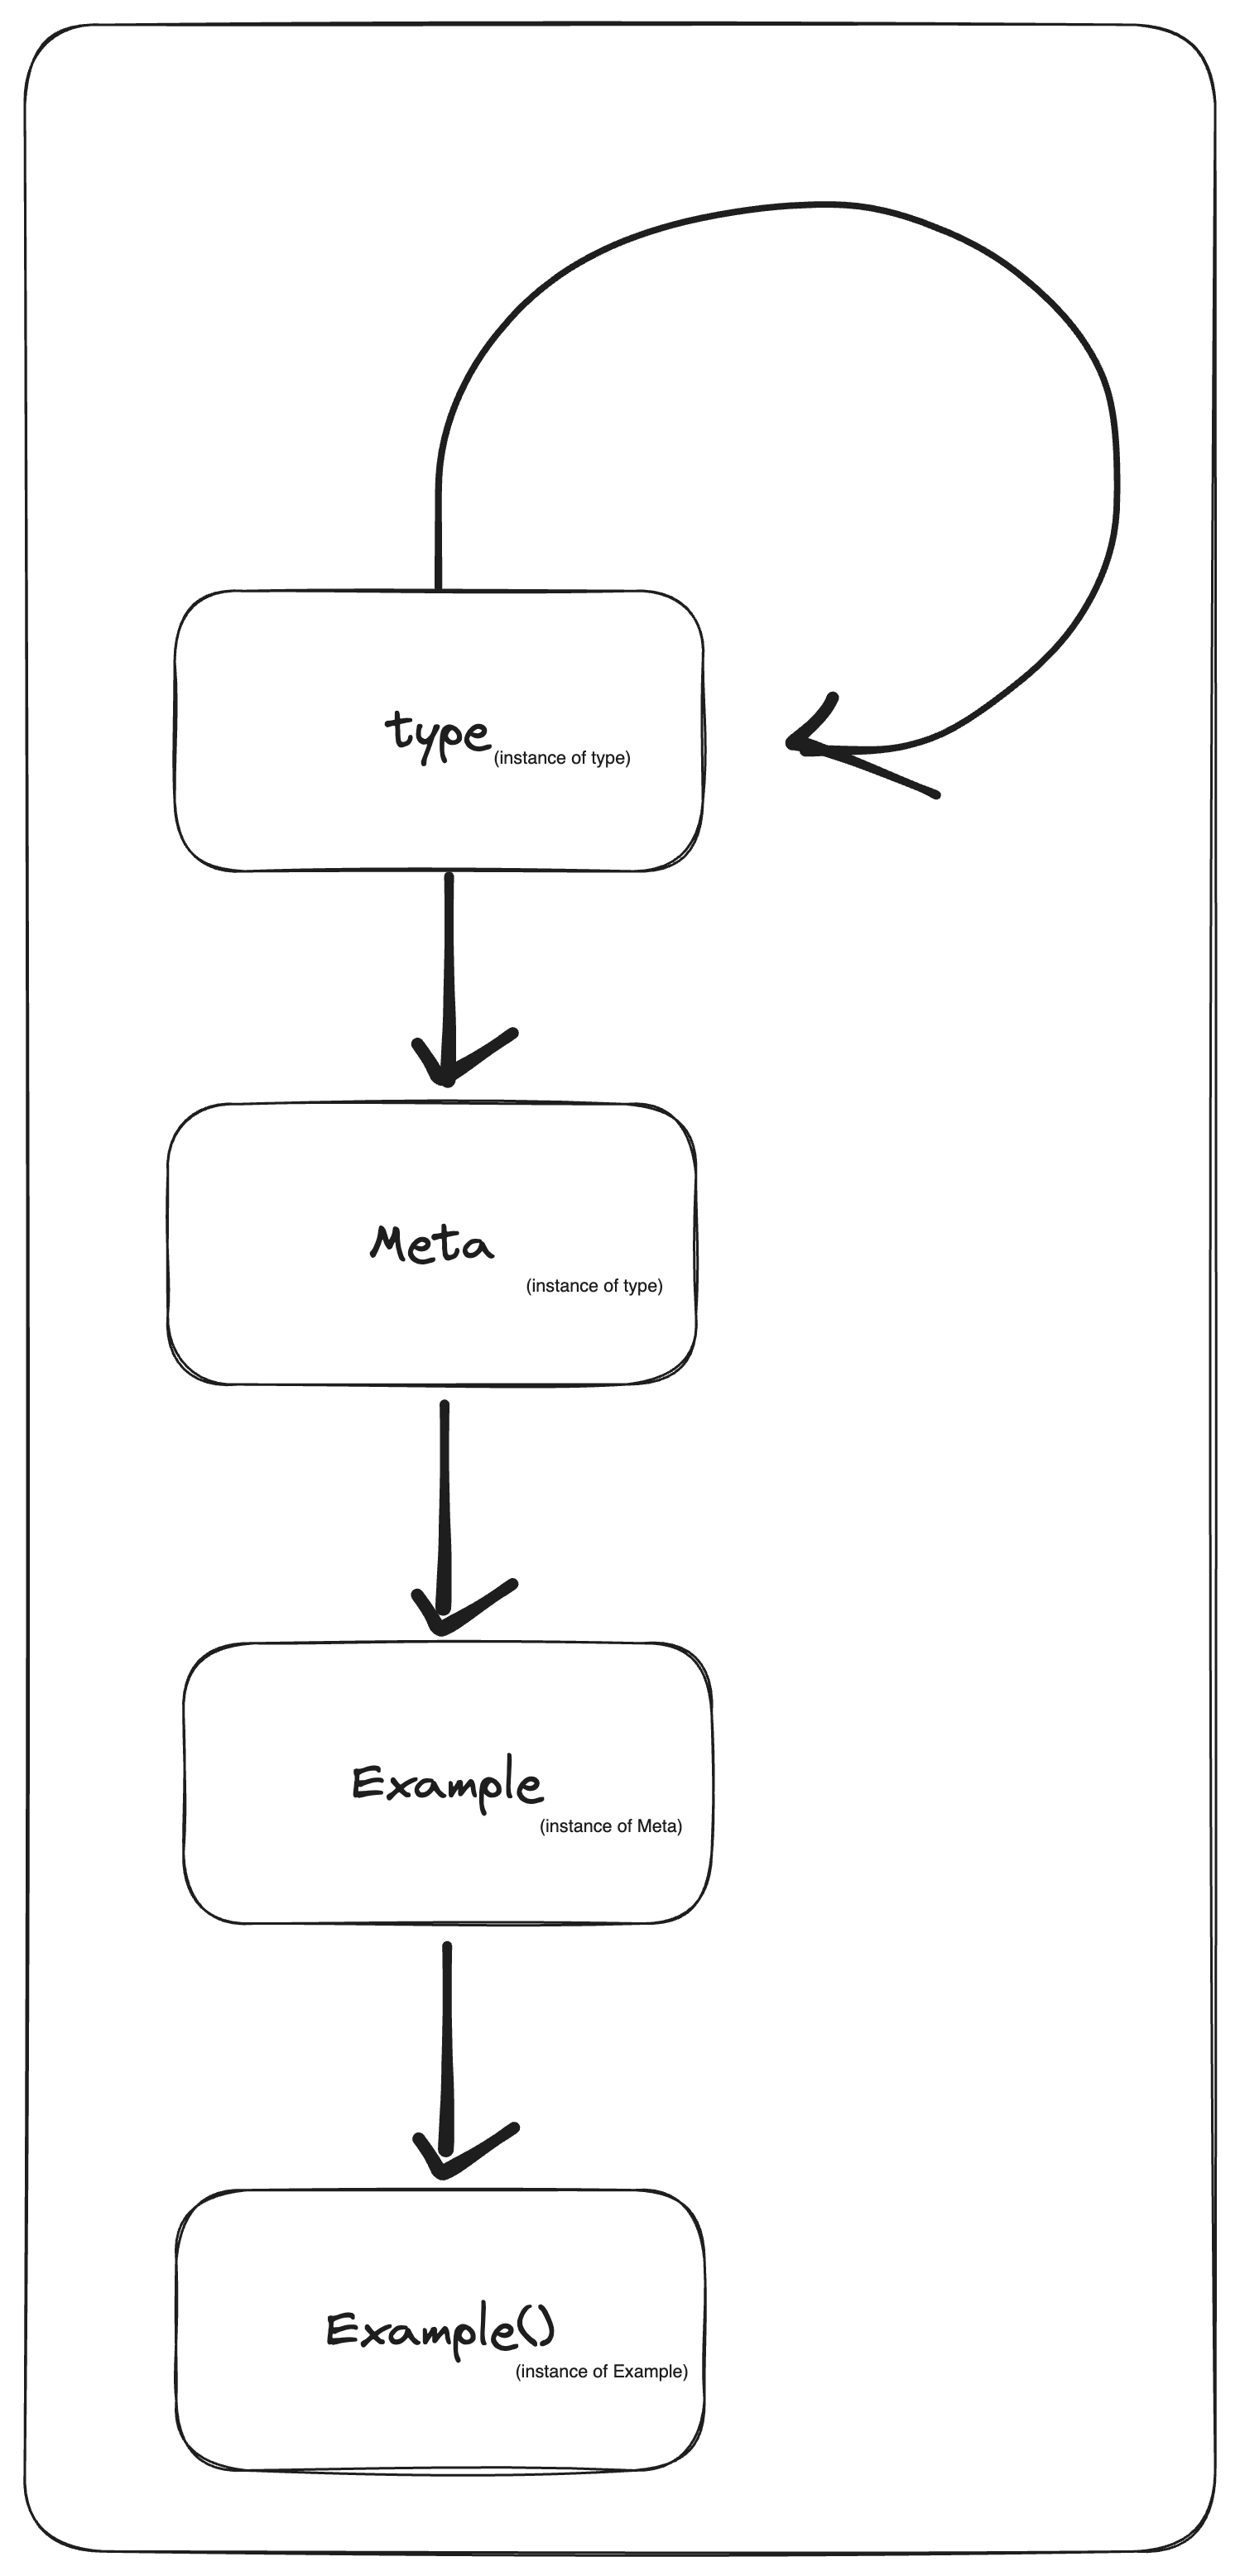 type
(instance of type)
Meta
(instance of type)
Example
(instance of Meta)
Example()
(instance of Example)